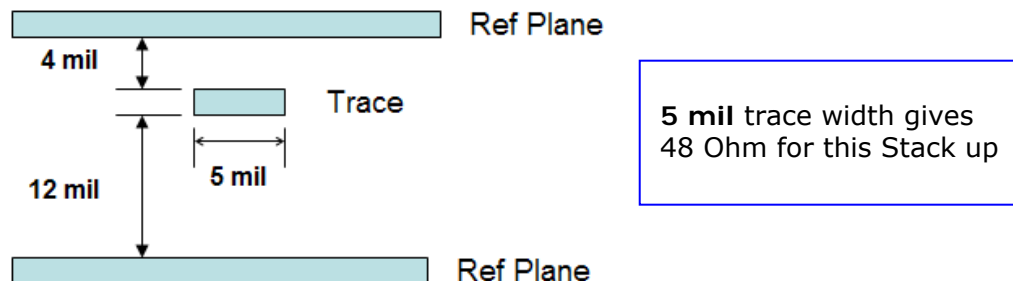 Ref Plane
4 mil
Trace
5 mil trace width gives
48 Ohm for this Stack up
5 mil
12 mil
Ref Plane